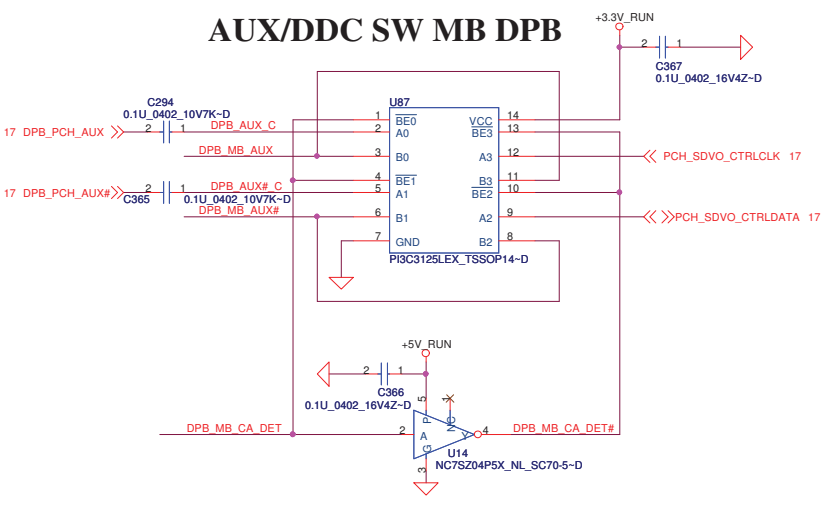 AUX/DDC SW MB DPB
+3.3V_RUN
2 1
C367
0.1U_0402_16V4Z~D
C294
0.1U_0402_10V7K~D
17 DPB_PCH_AUX 2 1 DPB_AUX_C
DPB_MB_AUX
17 DPB_PCH_AUX# 2 1 DPB_AUX#_C
C365 0.1U_0402_10V7K~D
DPB_MB_AUX#
U87
1 BE0 VCC 14
2 A0 BE3 13
3 B0 A3 12
4 BE1 B3 11
5 A1 BE2 10
6 B1 A2 9
7 GND B2 8
PI3C3125LEX_TSSOP14~D
PCH_SDVO_CTRLCLK 17
PCH_SDVO_CTRLDATA 17
+5V_RUN
2 1
C366
0.1U_0402_16V4Z~D
5 1
P NC
DPB_MB_CA_DET 2 A Y 4 DPB_MB_CA_DET#
G
3
U14
NC7SZ04P5X_NL_SC70-5~D